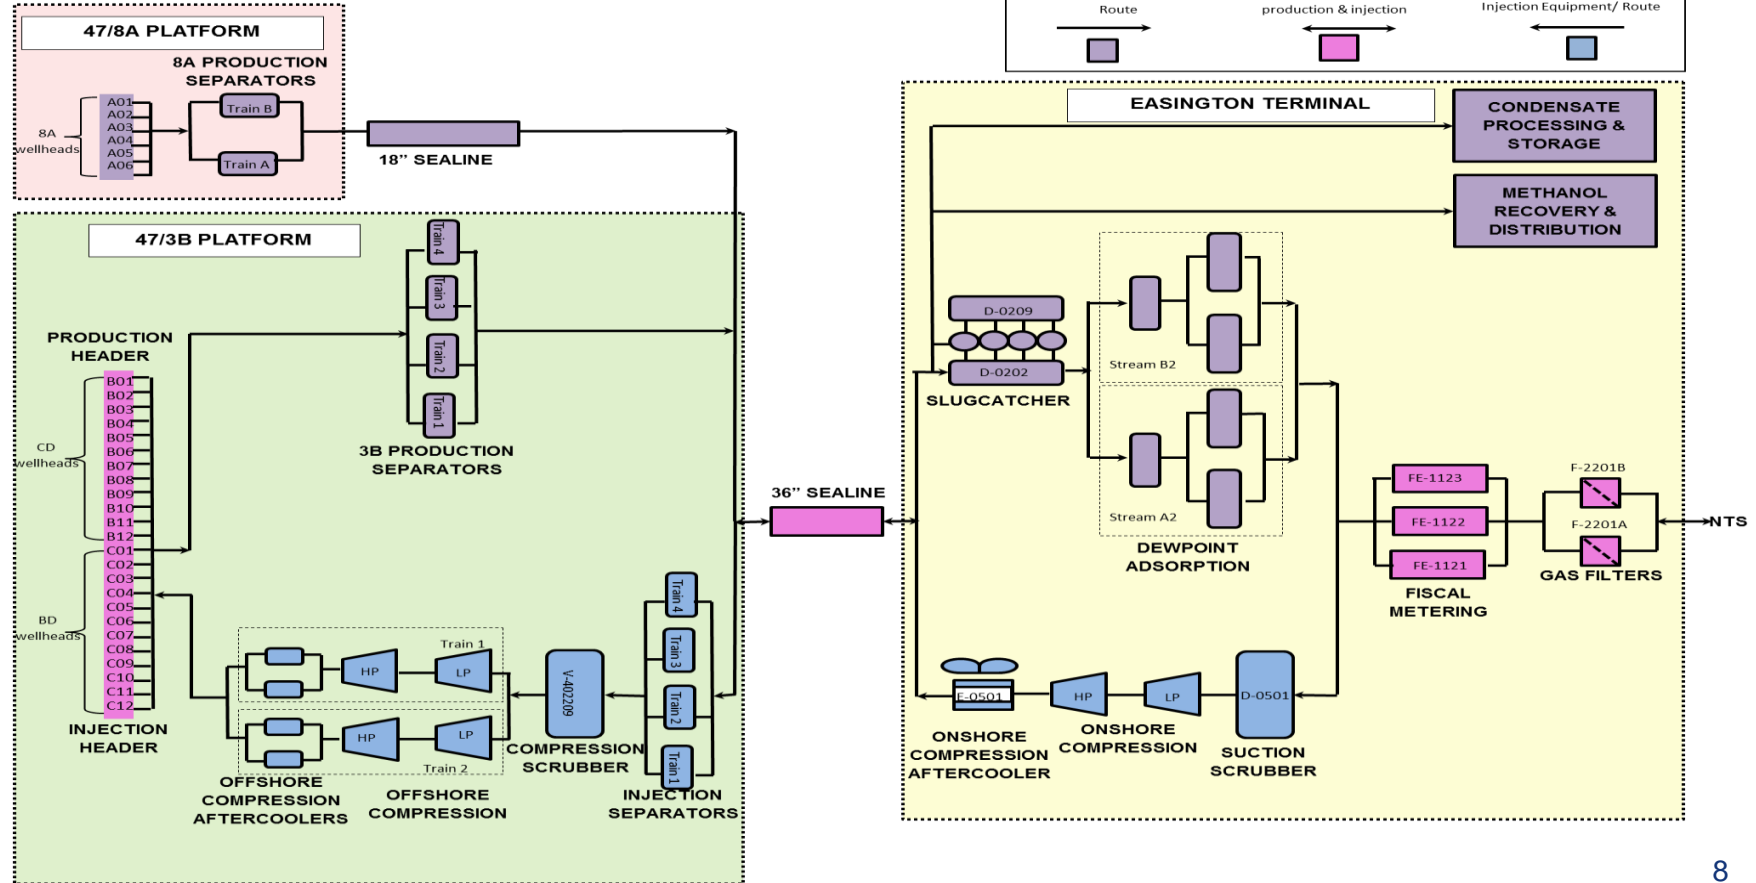 Route
production & injection
Injection Equipment/ Route
47/8A PLATFORM
8A PRODUCTION
SEPARATORS
8A
wellheads
A01
A02
A03
A04
A05
A06
Train B
Train A
18” SEALINE
47/3B PLATFORM
Train 4
Train 3
Train 2
Train 1
3B PRODUCTION
SEPARATORS
PRODUCTION
HEADER
CD
wellheads
B01
B02
B03
B04
B05
B06
B07
B08
B09
B10
B11
B12
BD
wellheads
C01
C02
C03
C04
C05
C06
C07
C08
C09
C10
C11
C12
INJECTION
HEADER
Train 1
HP
LP
HP
LP
Train 2
OFFSHORE
COMPRESSION
AFTERCOOLERS
OFFSHORE
COMPRESSION
V-402209
COMPRESSION
SCRUBBER
Train 4
Train 3
Train 2
Train 1
INJECTION
SEPARATORS
36” SEALINE
EASINGTON TERMINAL
CONDENSATE
PROCESSING &
STORAGE
METHANOL
RECOVERY &
DISTRIBUTION
D-0209
D-0202
SLUGCATCHER
Stream B2
Stream A2
DEWPOINT
ADSORPTION
FE-1123
FE-1122
FE-1121
FISCAL
METERING
F-2201B
F-2201A
GAS FILTERS
NTS
E-0501
ONSHORE
COMPRESSION
AFTERCOOLER
HP
LP
ONSHORE
COMPRESSION
D-0501
SUCTION
SCRUBBER
8